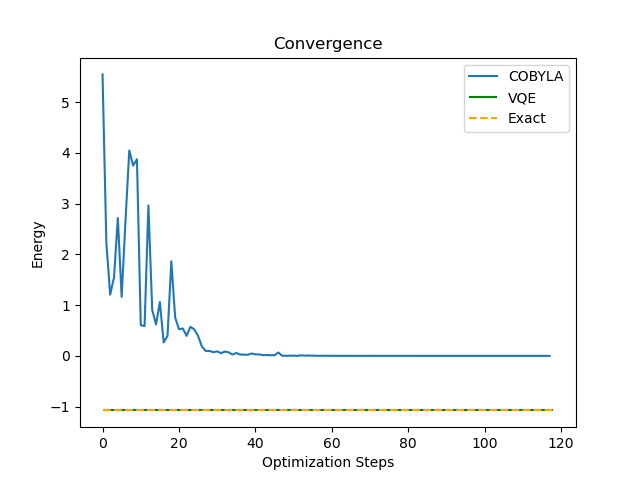 Convergence
COBYLA
VQE
Exact
5
4
3
2
1
0
−1
Energy
0 20 40 60 80 100 120
Optimization Steps